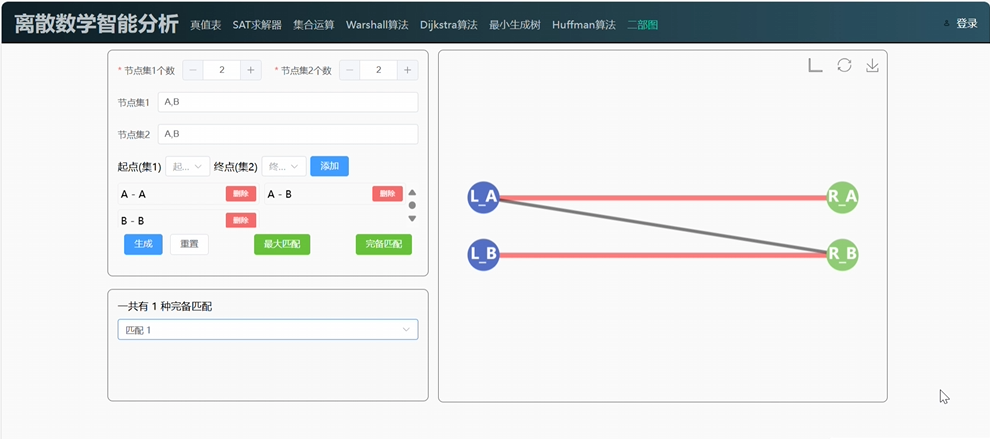 离散数学智能分析 真值表 SAT求解器 集合运算 Warshall算法 Dijkstra算法 最小生成树 Huffman算法 二部图 登录
* 节点集1个数 − 2 + * 节点集2个数 − 2 +
节点集1 A,B
节点集2 A,B
起点(集1) 起... 终点(集2) 终... 添加
A - A 删除 A - B 删除
B - B 删除
生成 重置 最大匹配 完备匹配
一共有 1 种完备匹配
匹配 1
L_A R_A
L_B R_B